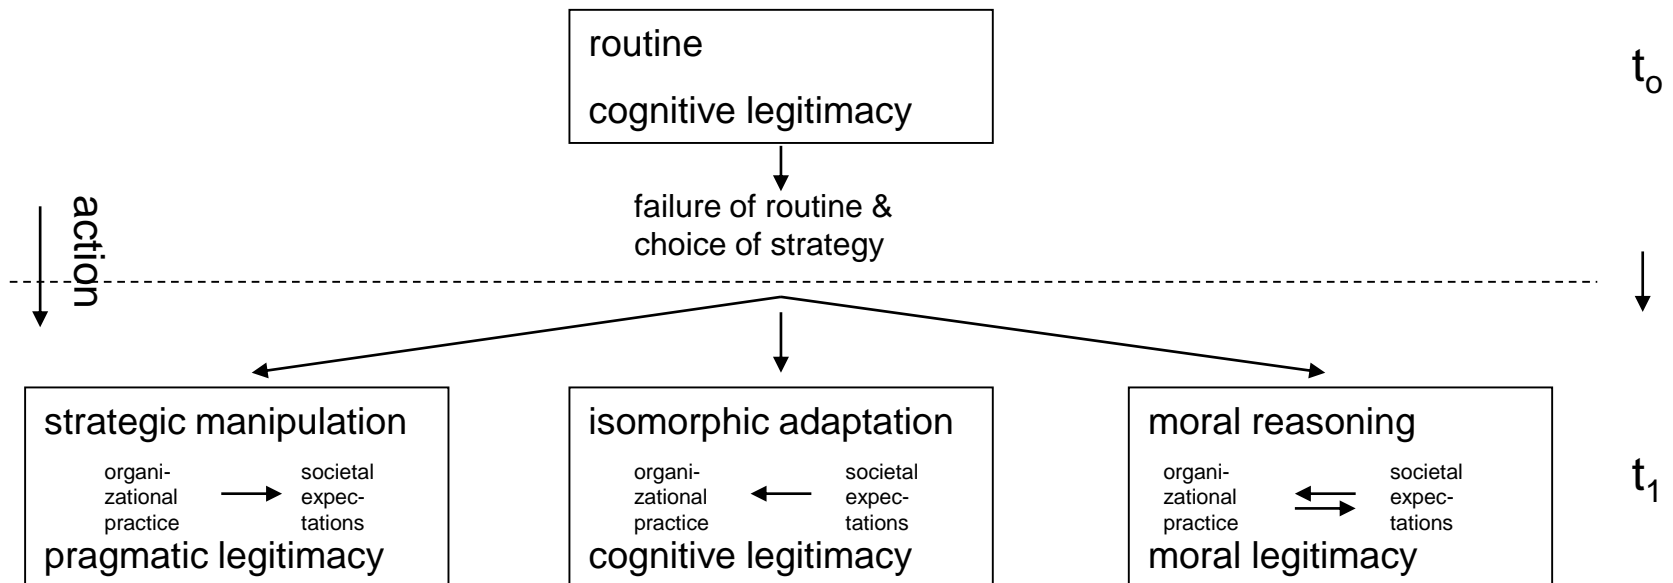 routine
cognitive legitimacy
t₀
action
failure of routine &
choice of strategy
strategic manipulation
organi-
zational
practice
societal
expec-
tations
pragmatic legitimacy
isomorphic adaptation
organi-
zational
practice
societal
expec-
tations
cognitive legitimacy
moral reasoning
organi-
zational
practice
societal
expec-
tations
moral legitimacy
t₁